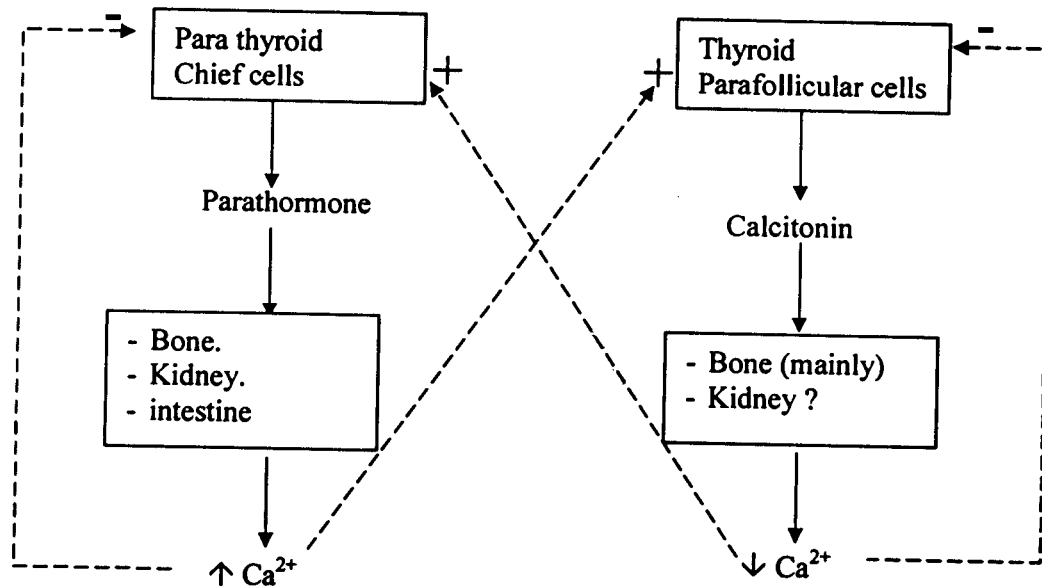 -
Para thyroid
Chief cells
+
Parathormone
- Bone.
- Kidney.
- intestine
↑ Ca²⁺
-
+
Thyroid
Parafollicular cells
Calcitonin
- Bone (mainly)
- Kidney ?
↓ Ca²⁺